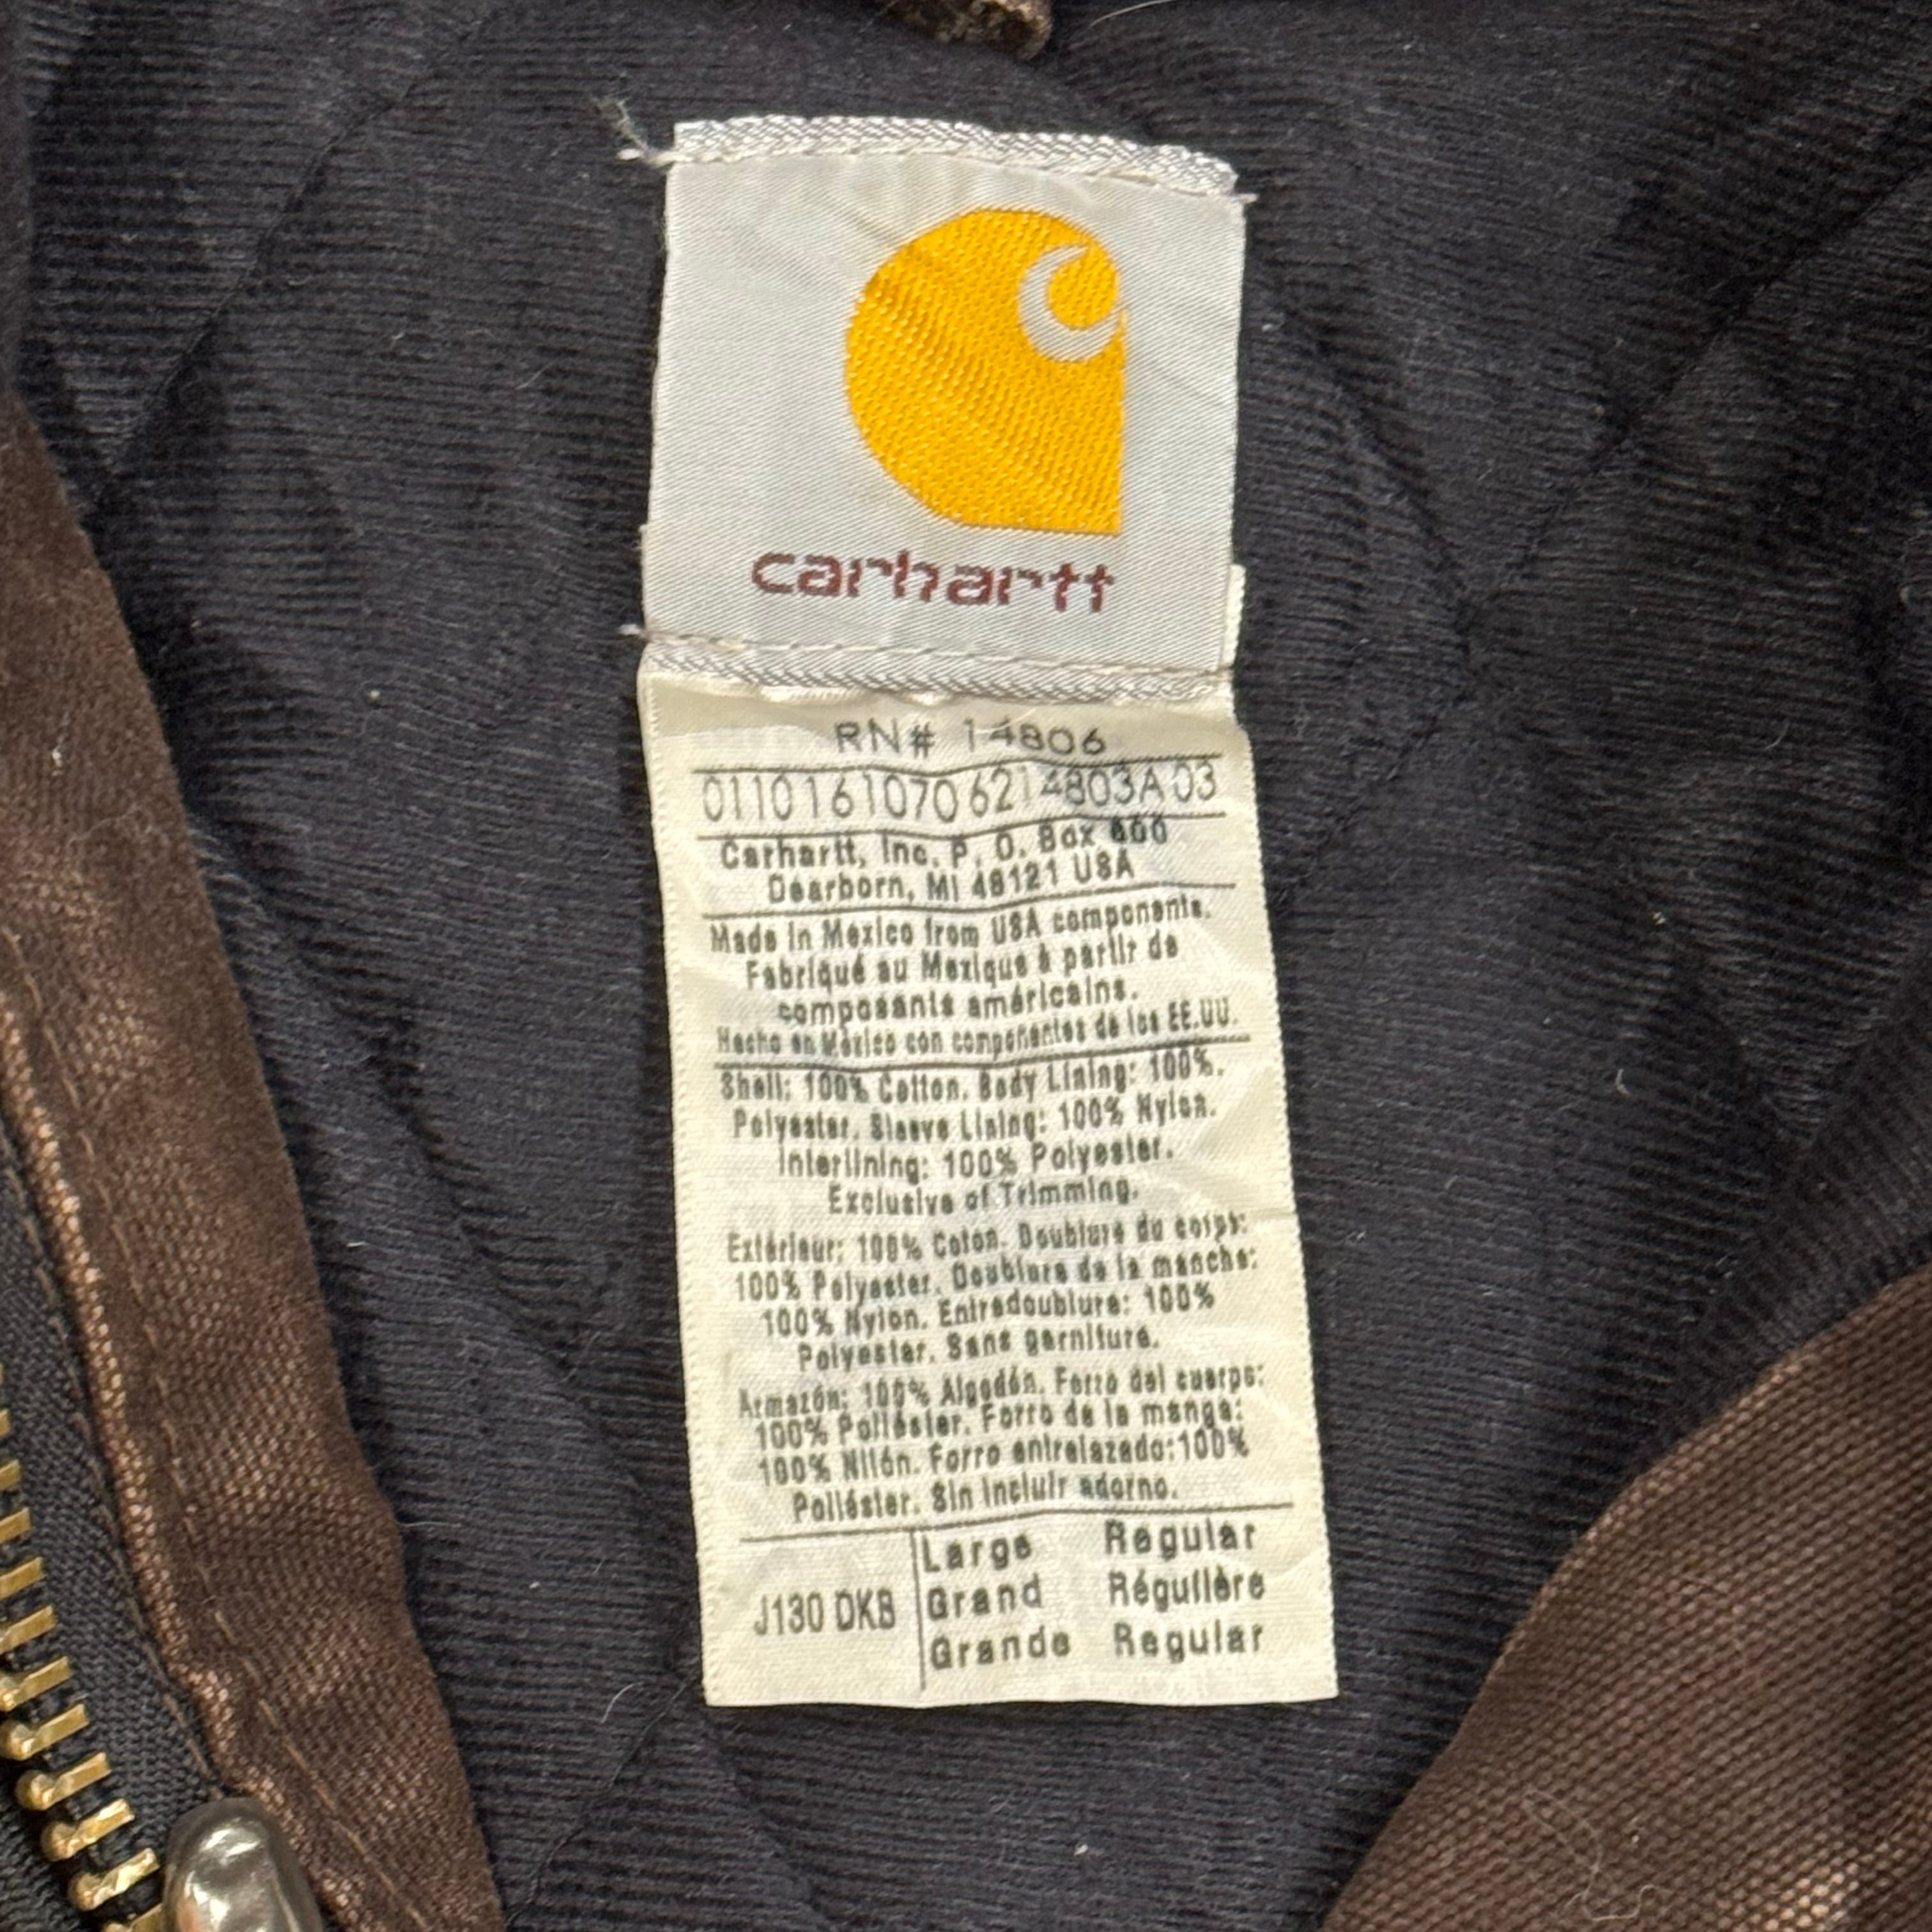 carhartt
RN# 14806
01101610706214803A03
Carhartt, Inc. P. O. Box 600
Dearborn, MI 48121 USA
Made in Mexico from USA components.
Fabriqué au Mexique à partir de
composants américains.
Hecho en México con componentes de los EE.UU.
Shell: 100% Cotton. Body Lining: 100%.
Polyester. Sleeve Lining: 100% Nylon.
Interlining: 100% Polyester.
Exclusive of Trimming.
Extérieur: 100% Coton. Doublure du corps:
100% Polyester. Doublure de la manche:
100% Nylon. Entredoublure: 100%
Polyester. Sans garniture.
Armazón: 100% Algodón. Forro del cuerpo:
100% Poliéster. Forro de la manga:
100% Nilón. Forro entrelazado:100%
Poliéster. Sin incluir adorno.
J130 DKB
Large Regular
Grand Régulière
Grande Regular